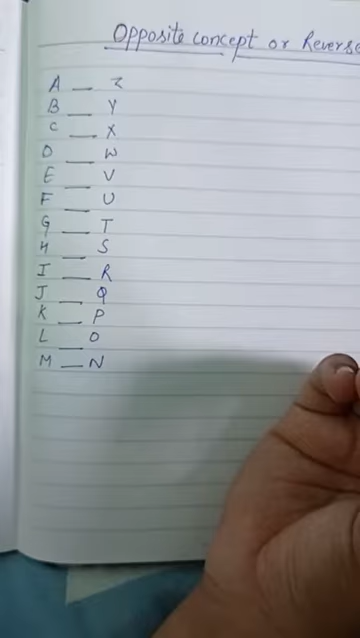 Opposite concept or Reverse
A — Z
B — Y
C — X
D — W
E — V
F — U
G — T
H — S
I — R
J — Q
K — P
L — O
M — N